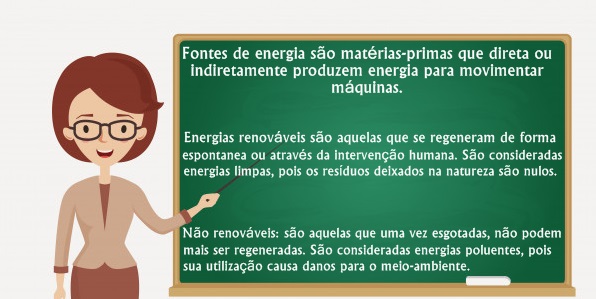 Fontes de energia são matérias-primas que direta ou
indiretamente produzem energia para movimentar
máquinas.
Energias renováveis são aquelas que se regeneram de forma
espontanea ou através da intervenção humana. São consideradas
energias limpas, pois os resíduos deixados na natureza são nulos.
Não renováveis: são aquelas que uma vez esgotadas, não podem
mais ser regeneradas. São consideradas energias poluentes, pois
sua utilização causa danos para o meio-ambiente.